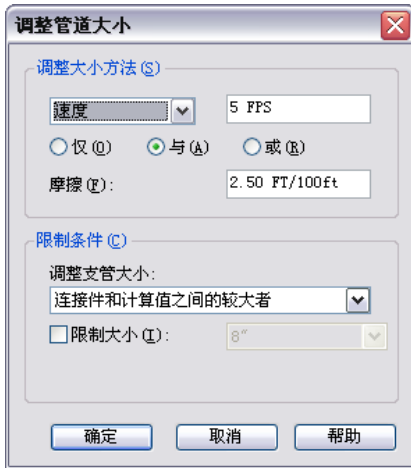 调整管道大小
调整大小方法(S)
速度 5 FPS
仅(O) 与(A) 或(R)
摩擦(F): 2.50 FT/100ft
限制条件(C)
调整支管大小:
连接件和计算值之间的较大者
限制大小(I): 8"
确定 取消 帮助